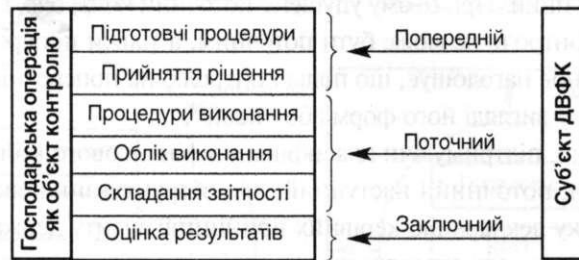 Господарська операція
як об'єкт контролю
Підготовчі процедури
Прийняття рішення
Процедури виконання
Облік виконання
Складання звітності
Оцінка результатів
Попередній
Поточний
Заключний
Суб'єкт ДВФК